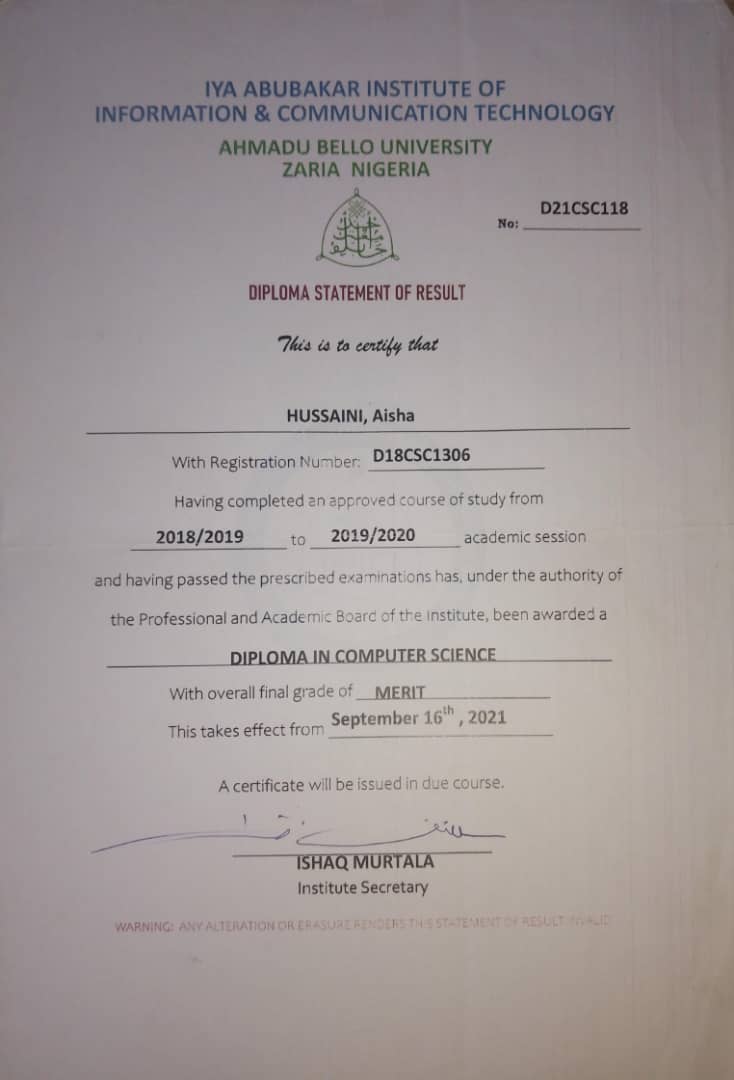 IYA ABUBAKAR INSTITUTE OF
INFORMATION & COMMUNICATION TECHNOLOGY
AHMADU BELLO UNIVERSITY
ZARIA NIGERIA
No: D21CSC118
DIPLOMA STATEMENT OF RESULT
This is to certify that
HUSSAINI, Aisha
With Registration Number: D18CSC1306
Having completed an approved course of study from
2018/2019 to 2019/2020 academic session
and having passed the prescribed examinations has, under the authority of
the Professional and Academic Board of the Institute, been awarded a
DIPLOMA IN COMPUTER SCIENCE
With overall final grade of MERIT
This takes effect from September 16th , 2021
A certificate will be issued in due course.
ISHAQ MURTALA
Institute Secretary
WARNING: ANY ALTERATION OR ERASURE RENDERS THIS STATEMENT OF RESULT INVALID